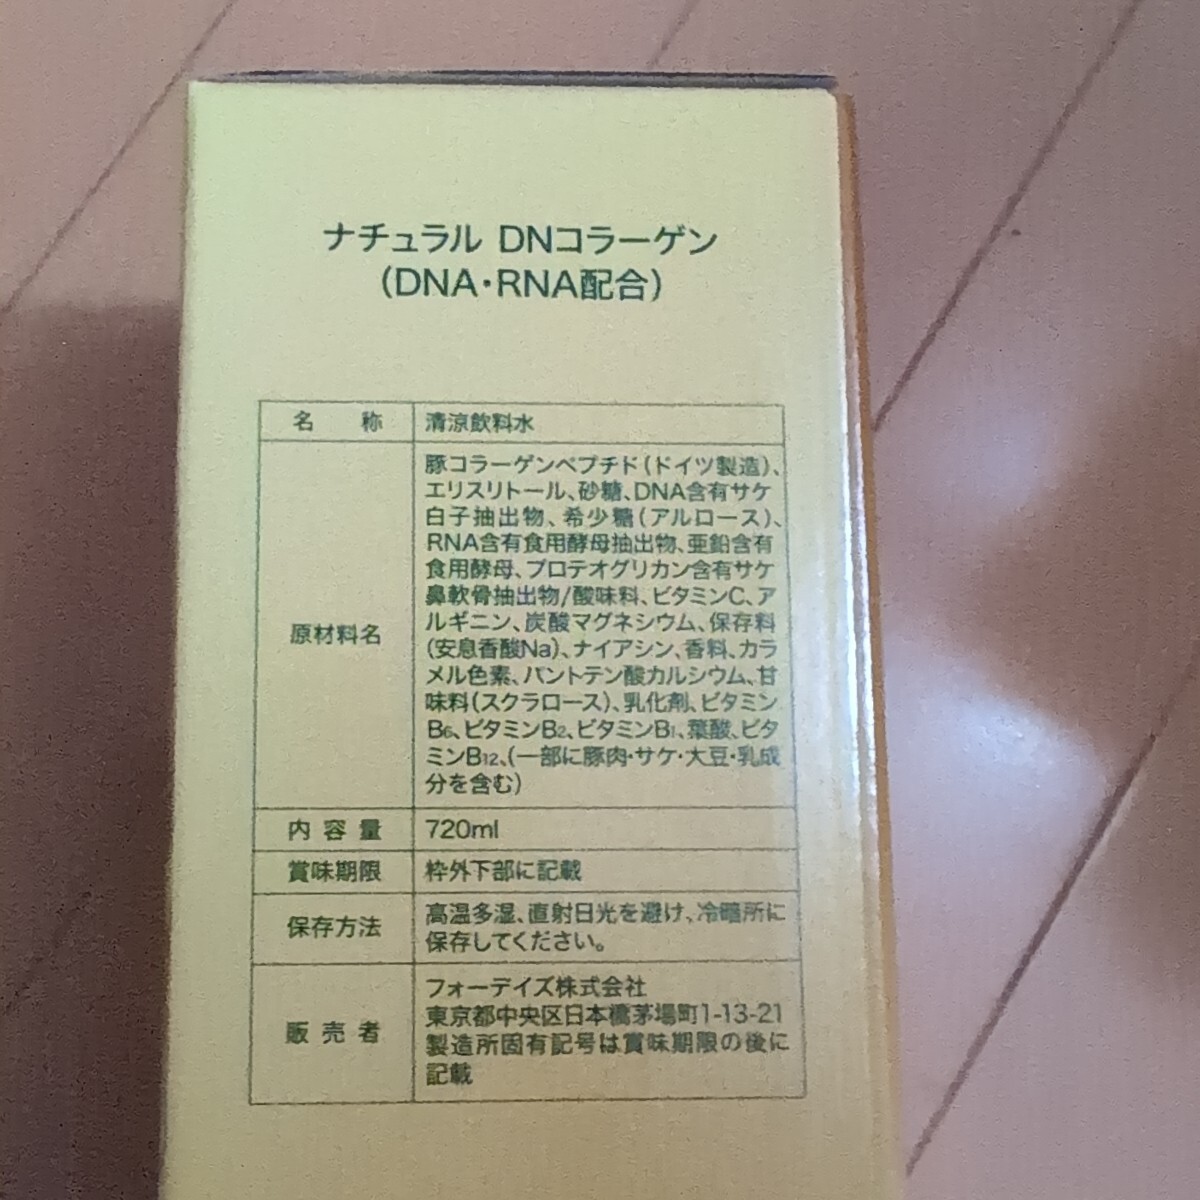 ナチュラル DNコラーゲン
(DNA・RNA配合)
名 称 清涼飲料水
原材料名
豚コラーゲンペプチド(ドイツ製造)、
エリスリトール、砂糖、DNA含有サケ
白子抽出物、希少糖(アルロース)、
RNA含有食用酵母抽出物、亜鉛含有
食用酵母、プロテオグリカン含有サケ
鼻軟骨抽出物/酸味料、ビタミンC、ア
ルギニン、炭酸マグネシウム、保存料
(安息香酸Na)、ナイアシン、香料、カラ
メル色素、パントテン酸カルシウム、甘
味料(スクラロース)、乳化剤、ビタミン
B₆、ビタミンB₂、ビタミンB₁、葉酸、ビタ
ミンB₁₂、(一部に豚肉・サケ・大豆・乳成
分を含む)
内容量 720ml
賞味期限 枠外下部に記載
保存方法
高温多湿、直射日光を避け、冷暗所に
保存してください。
販売者
フォーデイズ株式会社
東京都中央区日本橋茅場町1-13-21
製造所固有記号は賞味期限の後に
記載